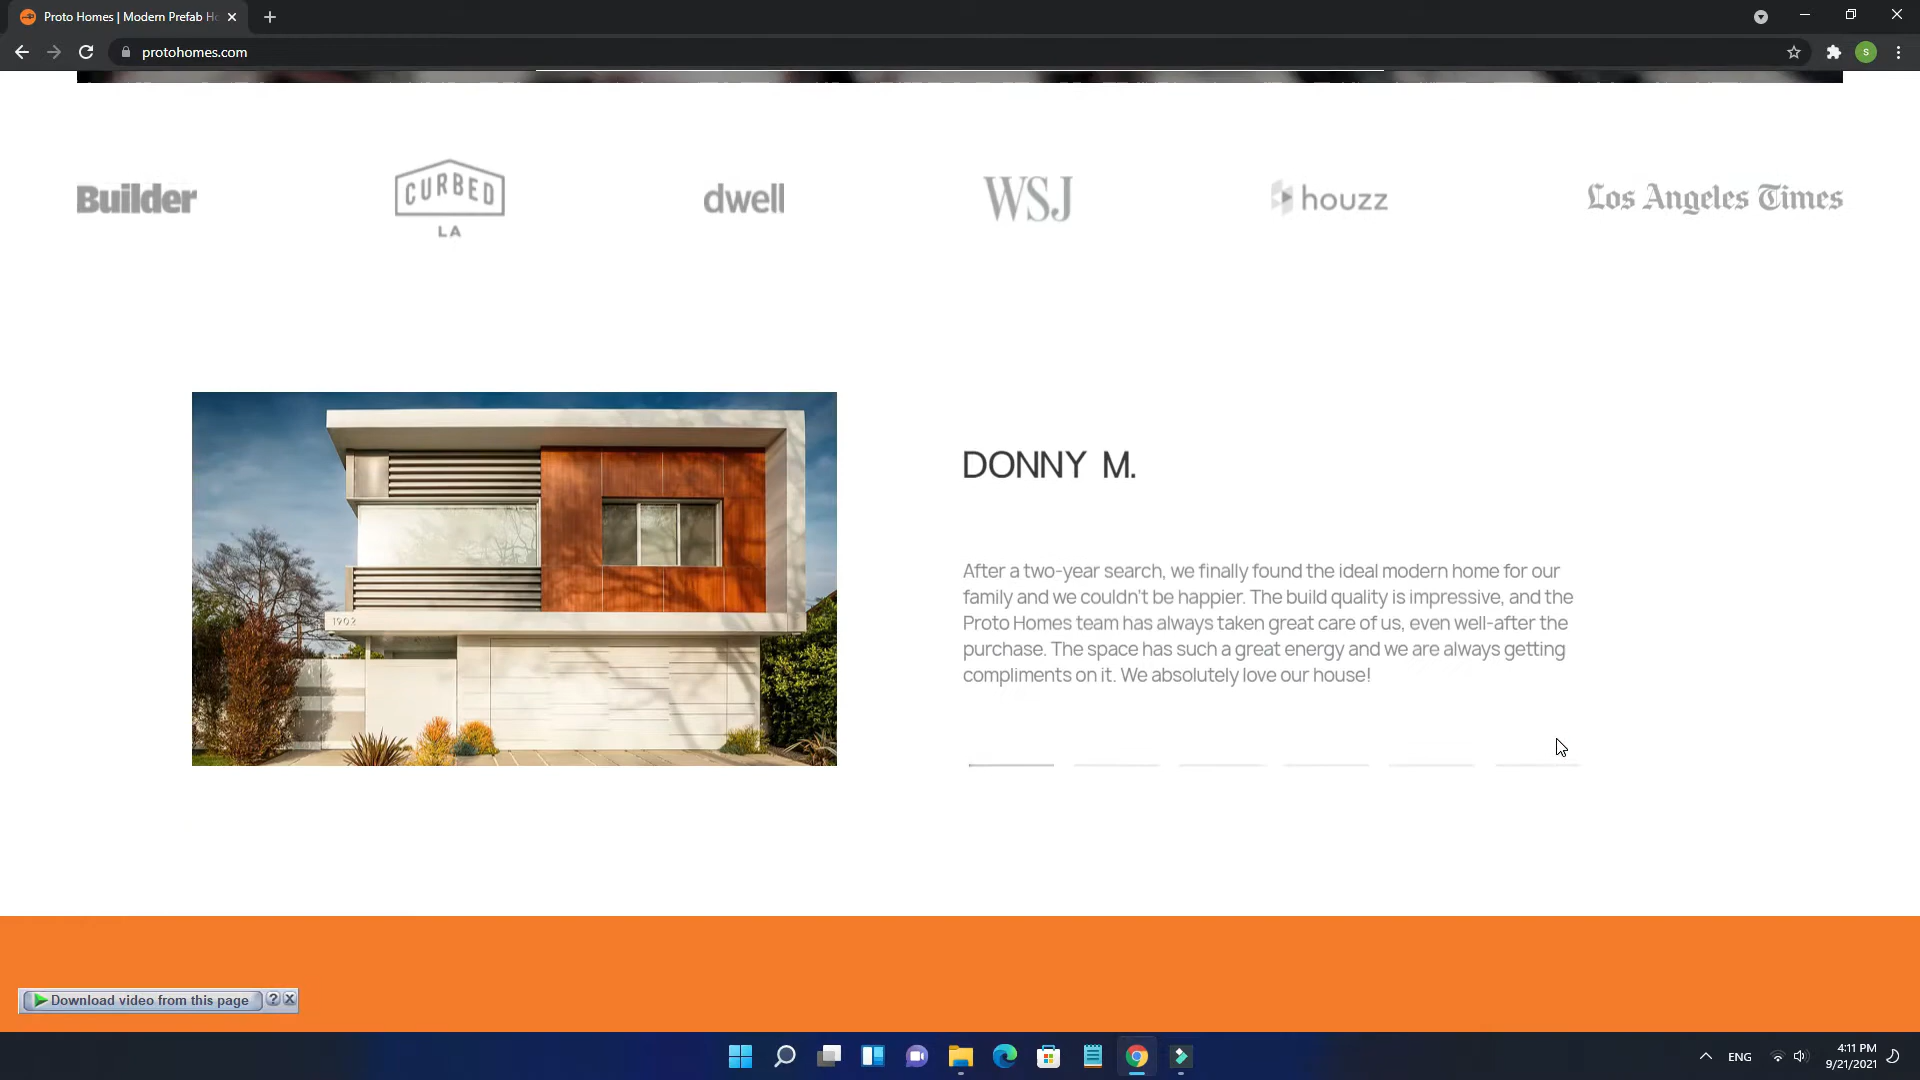 Proto Homes | Modern Prefab Ho
protohomes.com
S
Builder
CURBED
LA
dwell
WSJ
houzz
Los Angeles Times
1902
DONNY M.
After a two-year search, we finally found the ideal modern home for our
family and we couldn't be happier. The build quality is impressive, and the
Proto Homes team has always taken great care of us, even well-after the
purchase. The space has such a great energy and we are always getting
compliments on it. We absolutely love our house!
Download video from this page
?
X
ENG
4:11 PM
9/21/2021